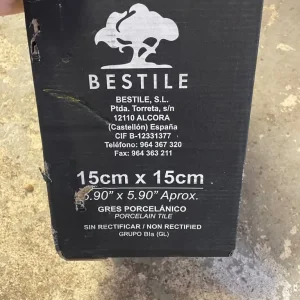 BESTILE
BESTILE, S.L.
Ptda. Torreta, s/n
12110 ALCORA
(Castellón) España
CIF B-12331377
Teléfono: 964 367 320
Fax: 964 363 211
15cm x 15cm
5.90" x 5.90" Aprox.
GRES PORCELÁNICO
PORCELAIN TILE
SIN RECTIFICAR / NON RECTIFIED
GRUPO BIa (GL)